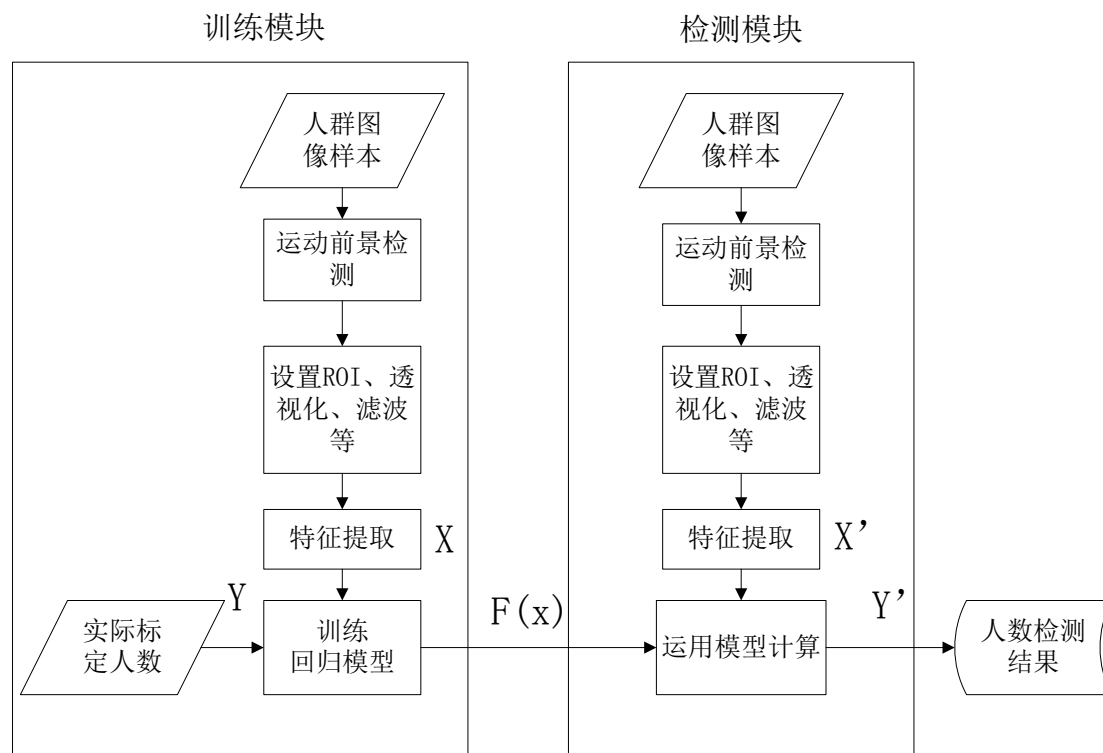 训练模块
人群图
像样本
运动前景检
测
设置ROI、透
视化、滤波
等
特征提取
X
Y
实际标
定人数
训练
回归模型
F(x)
检测模块
人群图
像样本
运动前景检
测
设置ROI、透
视化、滤波
等
特征提取
X’
运用模型计算
Y’
人数检测
结果